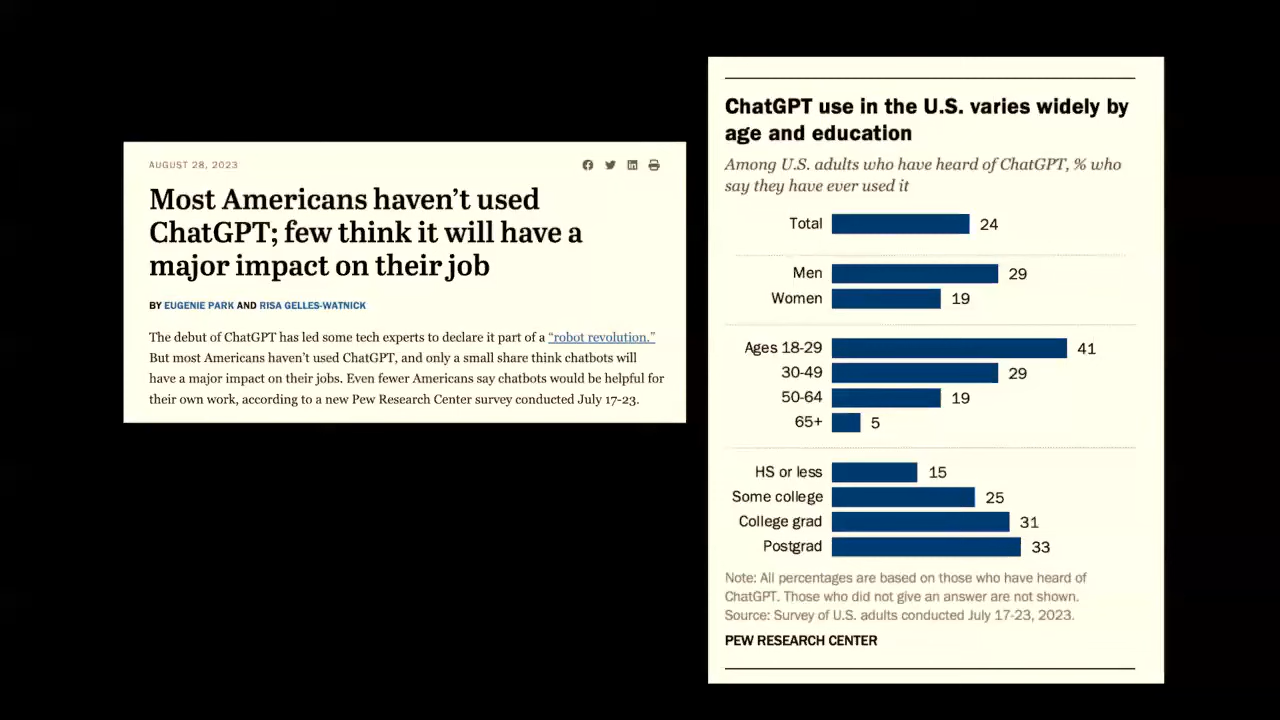 AUGUST 28, 2023
Most Americans haven’t used
ChatGPT; few think it will have a
major impact on their job
BY EUGENIE PARK AND RISA GELLES-WATNICK
The debut of ChatGPT has led some tech experts to declare it part of a “robot revolution.”
But most Americans haven’t used ChatGPT, and only a small share think chatbots will
have a major impact on their jobs. Even fewer Americans say chatbots would be helpful for
their own work, according to a new Pew Research Center survey conducted July 17-23.
ChatGPT use in the U.S. varies widely by
age and education
Among U.S. adults who have heard of ChatGPT, % who
say they have ever used it
Total 24
Men 29
Women 19
Ages 18-29 41
30-49 29
50-64 19
65+ 5
HS or less 15
Some college 25
College grad 31
Postgrad 33
Note: All percentages are based on those who have heard of
ChatGPT. Those who did not give an answer are not shown.
Source: Survey of U.S. adults conducted July 17-23, 2023.
PEW RESEARCH CENTER